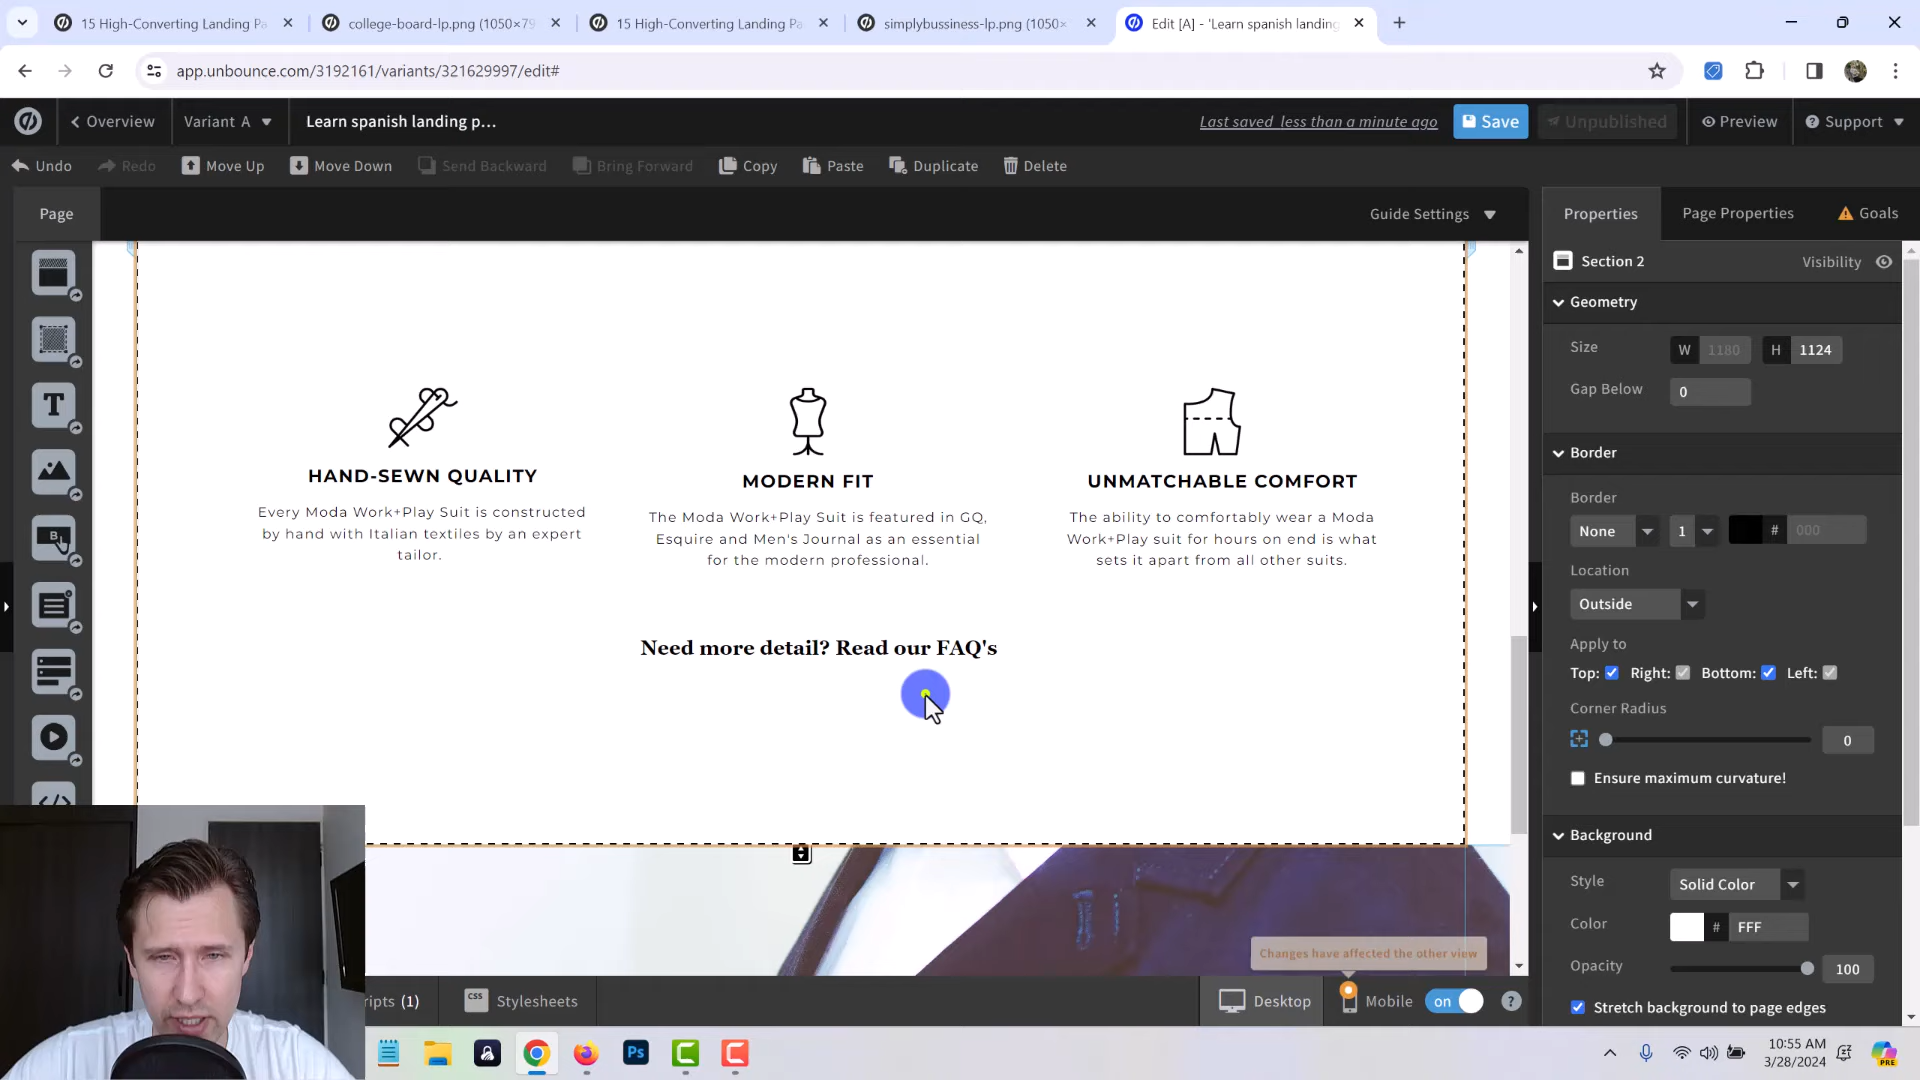 15 High-Converting Landing Pa
college-board-lp.png (1050×79
15 High-Converting Landing Pa
simplybussiness-lp.png (1050×
Edit [A] - 'Learn spanish landing
app.unbounce.com/3192161/variants/321629997/edit#
Overview
Variant A
Learn spanish landing p...
Last saved less than a minute ago
Save
Unpublished
Preview
Support
Undo
Redo
Move Up
Move Down
Send Backward
Bring Forward
Copy
Paste
Duplicate
Delete
Page
Guide Settings
Properties
Page Properties
Goals
Section 2
Visibility
Geometry
Size
W 1180
H 1124
Gap Below
0
Border
Border
None
1
# 000
Location
Outside
Apply to
Top: Right: Bottom: Left:
Corner Radius
0
Ensure maximum curvature!
Background
Style
Solid Color
Color
# FFF
Opacity
100
Stretch background to page edges
HAND-SEWN QUALITY
Every Moda Work+Play Suit is constructed
by hand with Italian textiles by an expert
tailor.
MODERN FIT
The Moda Work+Play Suit is featured in GQ,
Esquire and Men's Journal as an essential
for the modern professional.
UNMATCHABLE COMFORT
The ability to comfortably wear a Moda
Work+Play suit for hours on end is what
sets it apart from all other suits.
Need more detail? Read our FAQ's
Changes have affected the other view
ripts (1)
CSS
Stylesheets
Desktop
Mobile
on
10:55 AM
3/28/2024
Ps
PRE